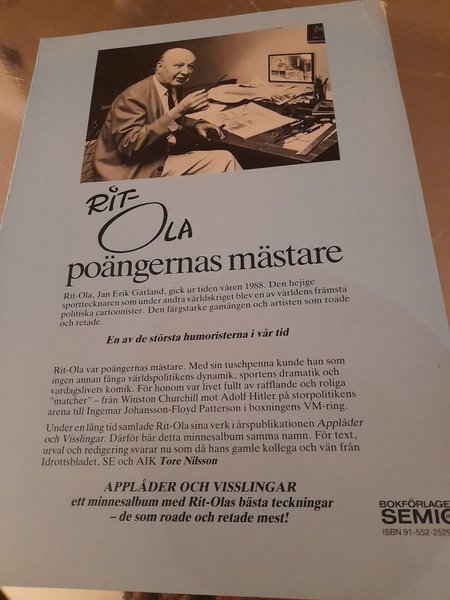 RIT-
OLA
poängernas mästare
Rit-Ola, Jan Erik Garland, gick ur tiden våren 1988. Den hejige
sporttecknaren som under andra världskriget blev en av världens främsta
politiska cartoonister. Den färgstarke gamängen och artisten som roade
och retade.
En av de största humoristerna i vår tid
Rit-Ola var poängernas mästare. Med sin tuschpenna kunde han som
ingen annan fånga världspolitikens dynamik, sportens dramatik och
vardagslivets komik. För honom var livet fullt av rafflande och roliga
"matcher" – från Winston Churchill mot Adolf Hitler på storpolitikens
arena till Ingemar Johansson-Floyd Patterson i boxningens VM-ring.
Under en lång tid samlade Rit-Ola sina verk i årspublikationen Applåder
och Visslingar. Därför bär detta minnesalbum samma namn. För text,
urval och redigering svarar nu som då hans gamle kollega och vän från
Idrottsbladet, SE och AIK Tore Nilsson
APPLÅDER OCH VISSLINGAR
ett minnesalbum med Rit-Olas bästa teckningar
– de som roade och retade mest!
BOKFÖRLAGE
SEMIC
ISBN 91-552-2529